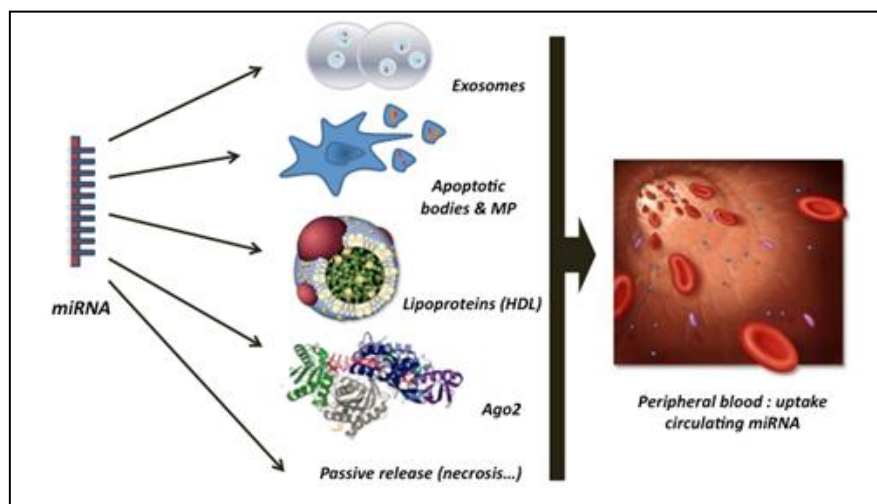 Exosomes
Apoptotic
bodies & MP
miRNA
Lipoproteins (HDL)
Ago2
Passive release (necrosis...)
Peripheral blood : uptake
circulating miRNA